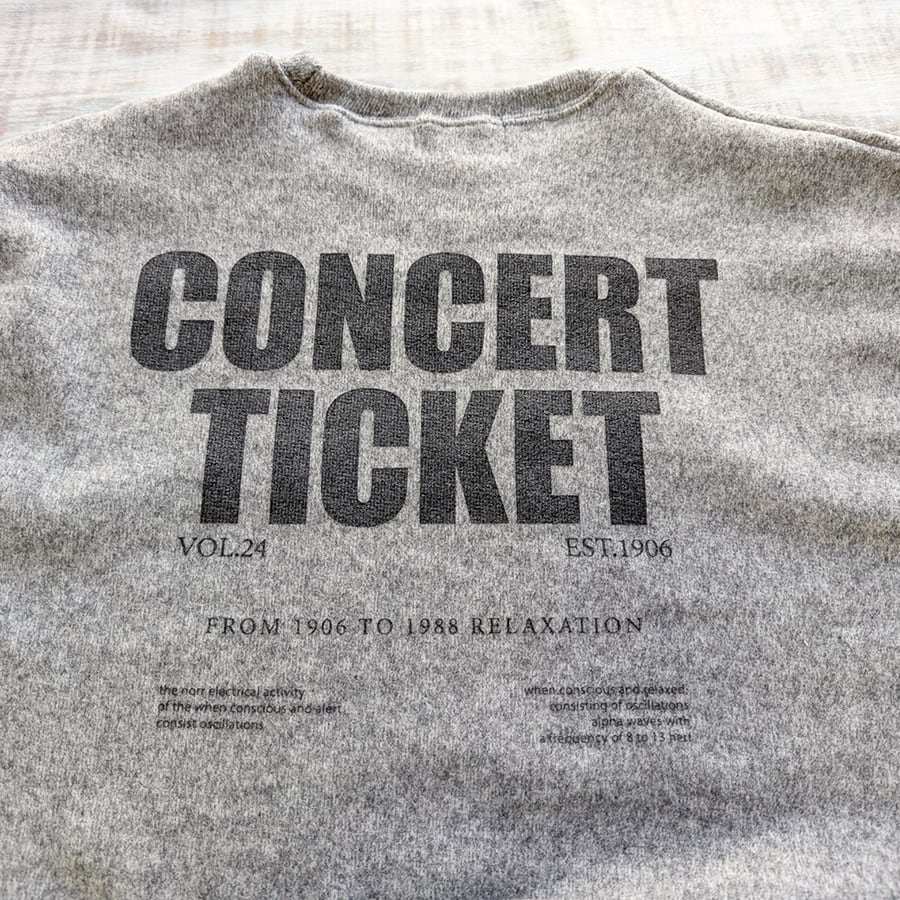 CONCERT
TICKET
VOL.24 EST.1906
FROM 1906 TO 1988 RELAXATION
the norr electrical activity
of the when conscious and alert,
consist oscillations
when conscious and relaxed,
consisting of oscillations
alpha waves with
a frequency of 8 to 13 hert